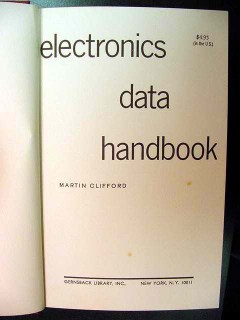 electronics
$4.95
(in the U.S.)
data
handbook
MARTIN CLIFFORD
GERNSBACK LIBRARY, INC., NEW YORK, N. Y. 10011